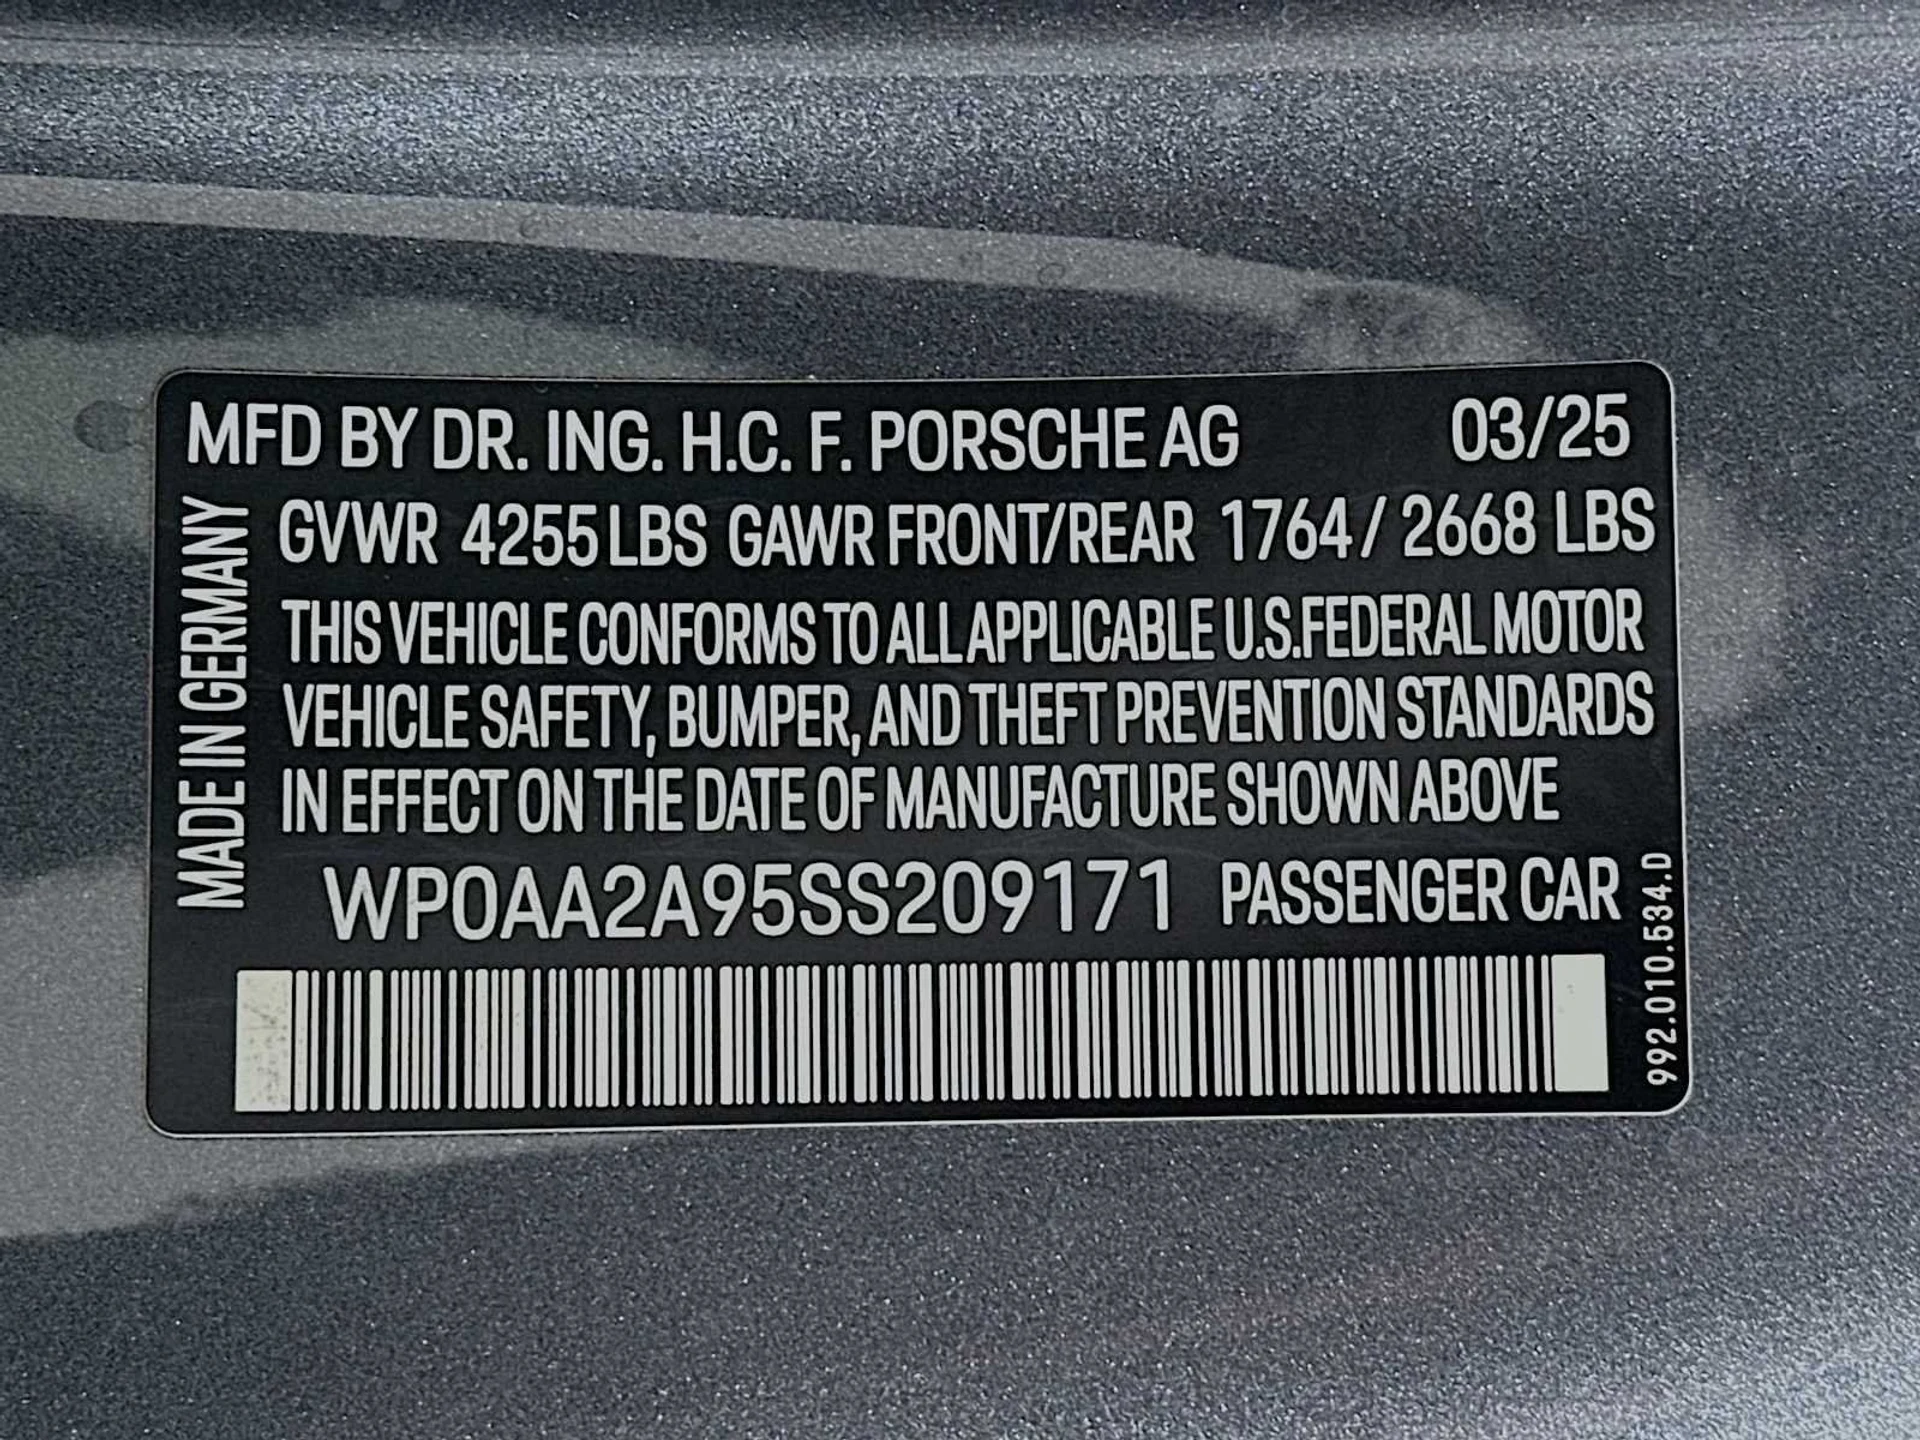 MFD BY DR. ING. H.C. F. PORSCHE AG 03/25
MADE IN GERMANY
GVWR 4255 LBS GAWR FRONT/REAR 1764 / 2668 LBS
THIS VEHICLE CONFORMS TO ALL APPLICABLE U.S.FEDERAL MOTOR
VEHICLE SAFETY, BUMPER, AND THEFT PREVENTION STANDARDS
IN EFFECT ON THE DATE OF MANUFACTURE SHOWN ABOVE
WP0AA2A95SS209171 PASSENGER CAR
992.010.534.D